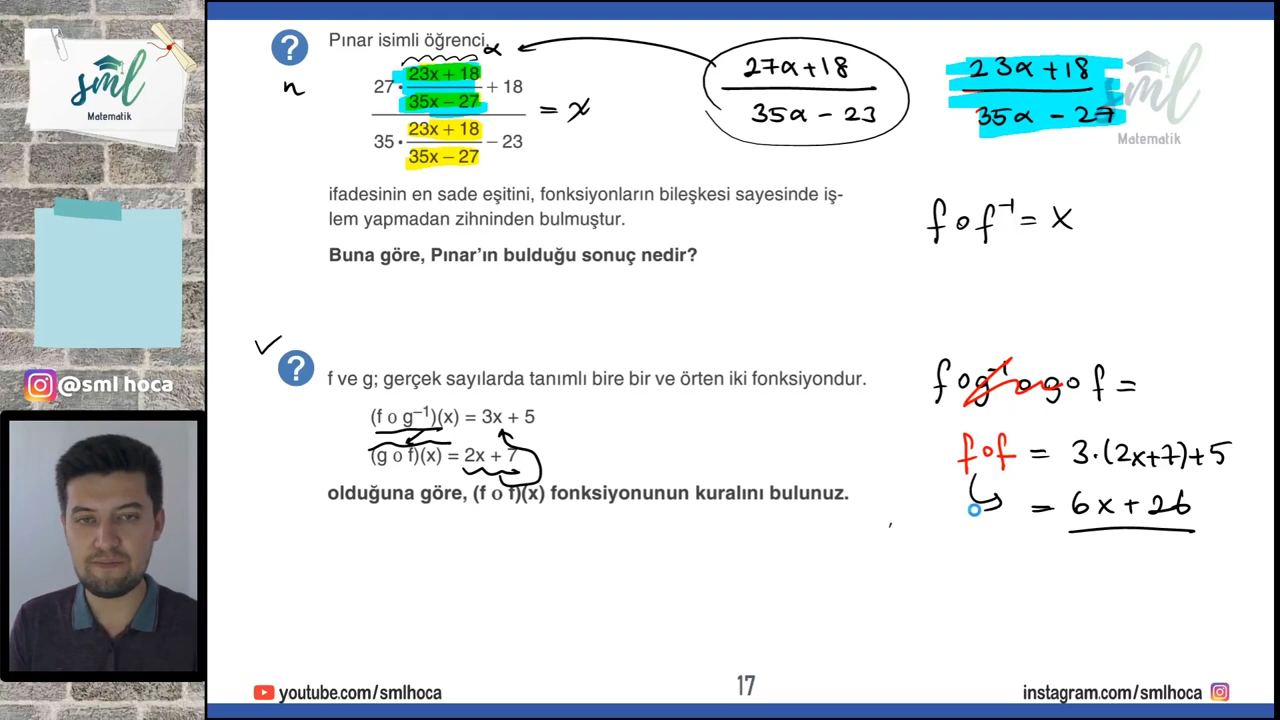 sml
Matematik
@sml hoca
?
Pınar isimli öğrenci,
n
27·(23x + 18)/(35x − 27) + 18
35·(23x + 18)/(35x − 27) − 23
= x
α
27α+18
35α − 23
23α+18
35α − 27
sml
Matematik
ifadesinin en sade eşitini, fonksiyonların bileşkesi sayesinde iş-
lem yapmadan zihninden bulmuştur.
Buna göre, Pınar'ın bulduğu sonuç nedir?
f o f⁻¹ = x
?
f ve g; gerçek sayılarda tanımlı bire bir ve örten iki fonksiyondur.
(f o g⁻¹)(x) = 3x + 5
(g o f)(x) = 2x + 7
olduğuna göre, (f o f)(x) fonksiyonunun kuralını bulunuz.
f o g⁻¹ o g o f =
f o f = 3·(2x+7)+5
= 6x + 26
youtube.com/smlhoca
17
instagram.com/smlhoca